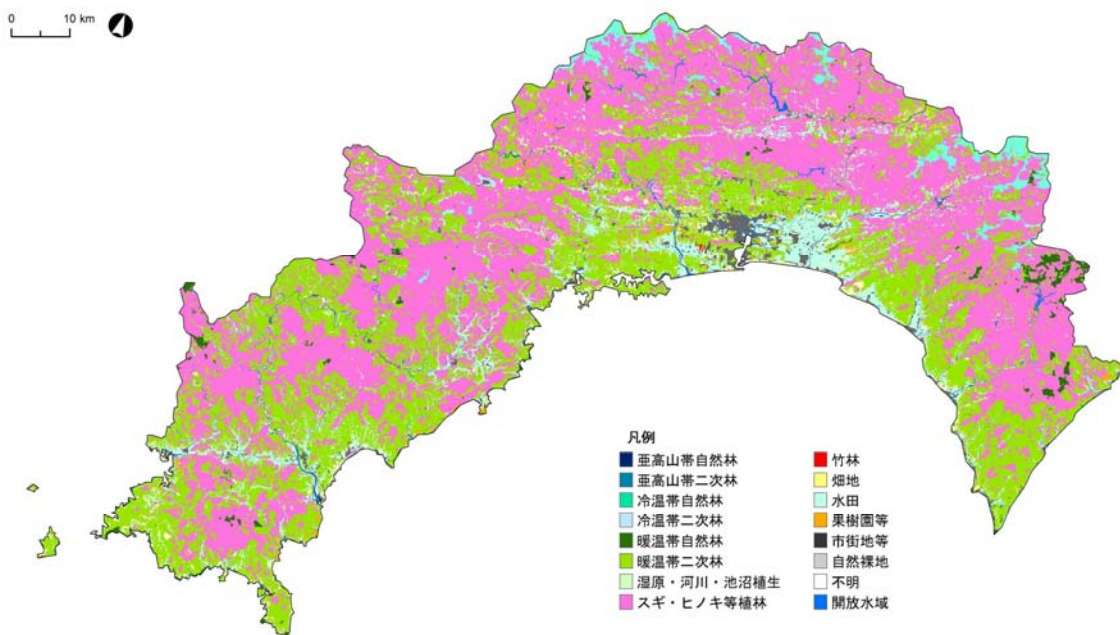 0 10 km
凡例
亜高山帯自然林
亜高山帯二次林
冷温帯自然林
冷温帯二次林
暖温帯自然林
暖温帯二次林
湿原・河川・池沼植生
スギ・ヒノキ等植林
竹林
畑地
水田
果樹園等
市街地等
自然裸地
不明
開放水域